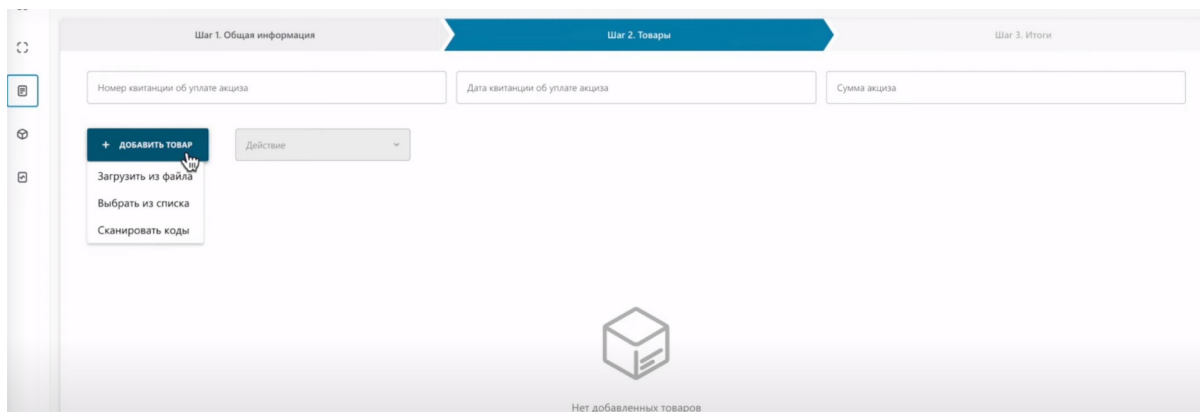 Шаг 1. Общая информация
Шаг 2. Товары
Шаг 3. Итоги
Номер квитанции об уплате акциза
Дата квитанции об уплате акциза
Сумма акциза
+ ДОБАВИТЬ ТОВАР
Действие
Загрузить из файла
Выбрать из списка
Сканировать коды
Нет добавленных товаров